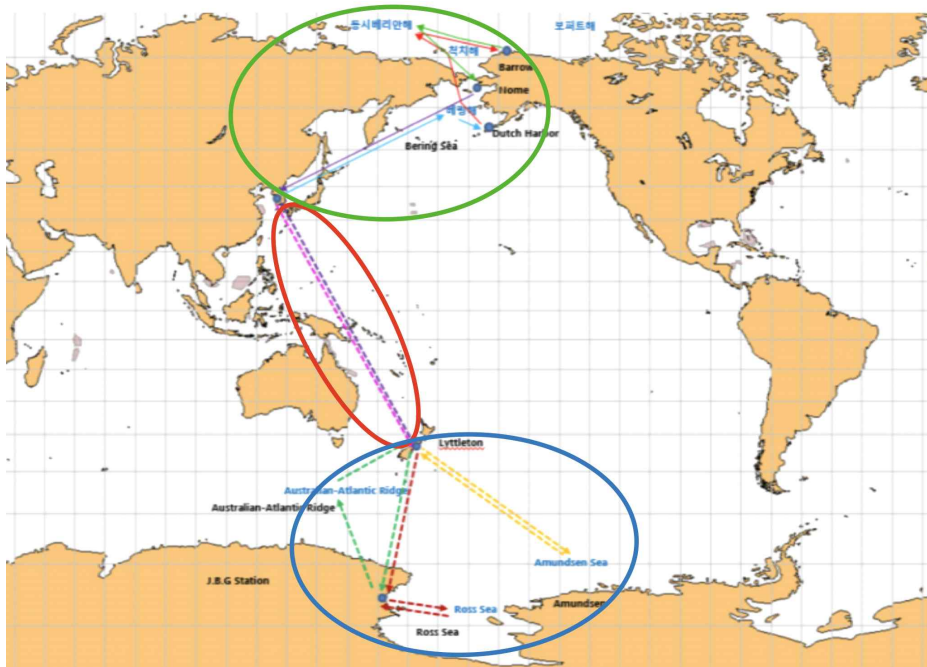 동시베리안해
보퍼트해
척치해
Barrow
Nome
베링해
Dutch Harbor
Bering Sea
Lyttleton
Australian-Atlantic Ridge
Australian-Atlantic Ridge
Amundsen Sea
J.B.G Station
Ross Sea
Amundsen
Ross Sea